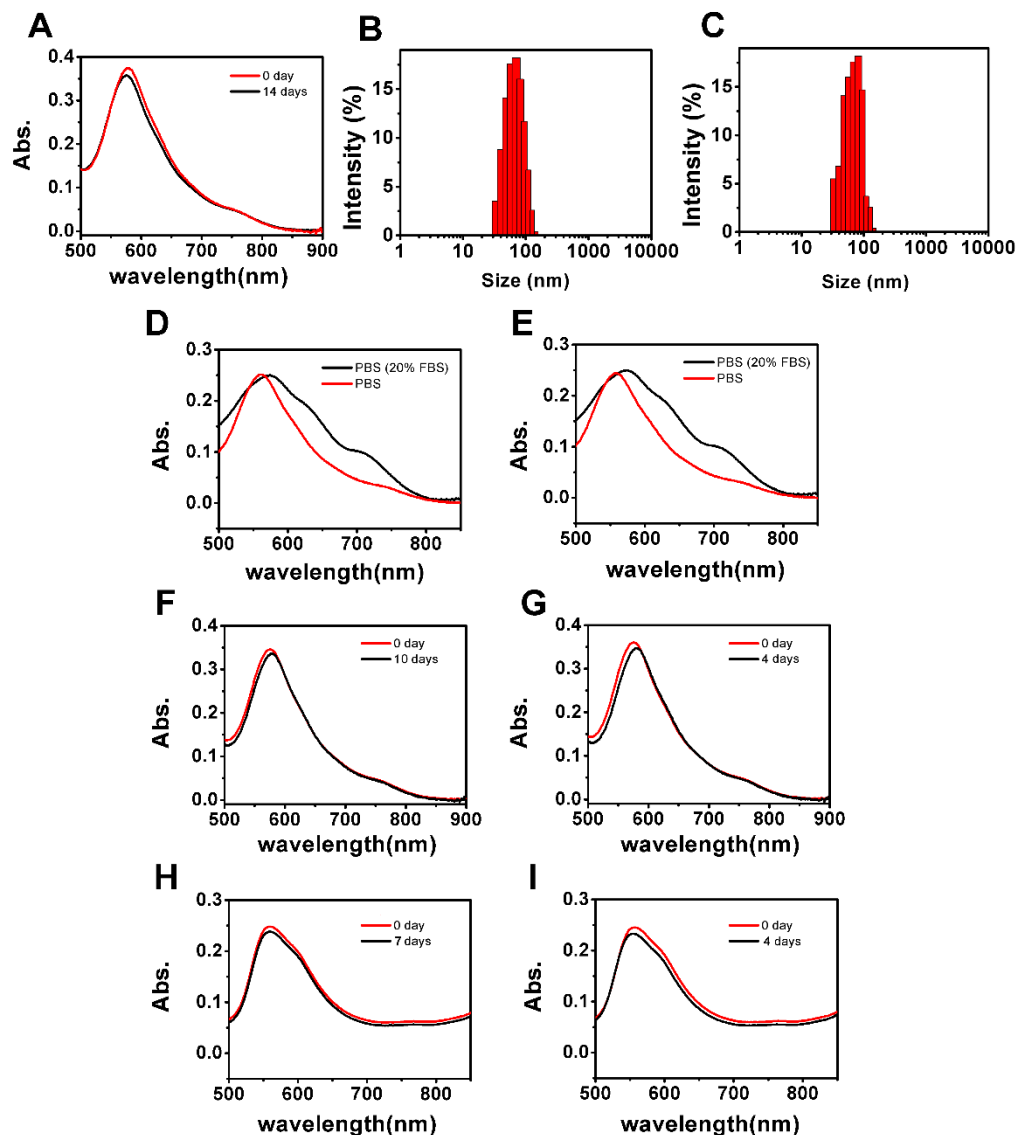 A
0.4
0.3
0.2
0.1
0.0
Abs.
0 day
14 days
500 600 700 800 900
wavelength(nm)
B
15
10
5
0
Intensity (%)
1 10 100 1000 10000
Size (nm)
C
15
10
5
0
Intensity (%)
1 10 100 1000 10000
Size (nm)
D
0.3
0.2
0.1
0.0
Abs.
PBS (20% FBS)
PBS
500 600 700 800
wavelength(nm)
E
0.3
0.2
0.1
0.0
Abs.
PBS (20% FBS)
PBS
500 600 700 800
wavelength(nm)
F
0.4
0.3
0.2
0.1
0.0
Abs.
0 day
10 days
500 600 700 800 900
wavelength(nm)
G
0.4
0.3
0.2
0.1
0.0
Abs.
0 day
4 days
500 600 700 800 900
wavelength(nm)
H
0.3
0.2
0.1
0.0
Abs.
0 day
7 days
500 600 700 800
wavelength(nm)
I
0.3
0.2
0.1
0.0
Abs.
0 day
4 days
500 600 700 800
wavelength(nm)